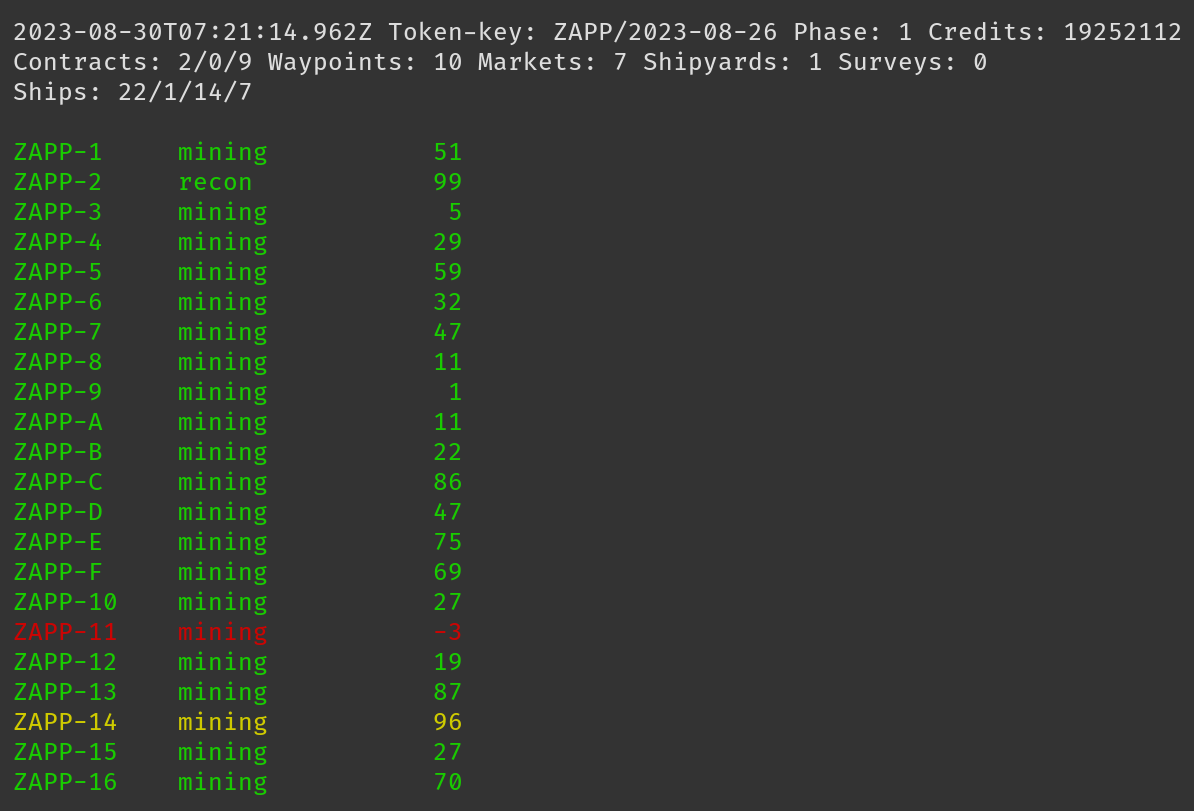 2023-08-30T07:21:14.962Z Token-key: ZAPP/2023-08-26 Phase: 1 Credits: 19252112
Contracts: 2/0/9 Waypoints: 10 Markets: 7 Shipyards: 1 Surveys: 0
Ships: 22/1/14/7
ZAPP-1 mining 51
ZAPP-2 recon 99
ZAPP-3 mining 5
ZAPP-4 mining 29
ZAPP-5 mining 59
ZAPP-6 mining 32
ZAPP-7 mining 47
ZAPP-8 mining 11
ZAPP-9 mining 1
ZAPP-A mining 11
ZAPP-B mining 22
ZAPP-C mining 86
ZAPP-D mining 47
ZAPP-E mining 75
ZAPP-F mining 69
ZAPP-10 mining 27
ZAPP-11 mining -3
ZAPP-12 mining 19
ZAPP-13 mining 87
ZAPP-14 mining 96
ZAPP-15 mining 27
ZAPP-16 mining 70